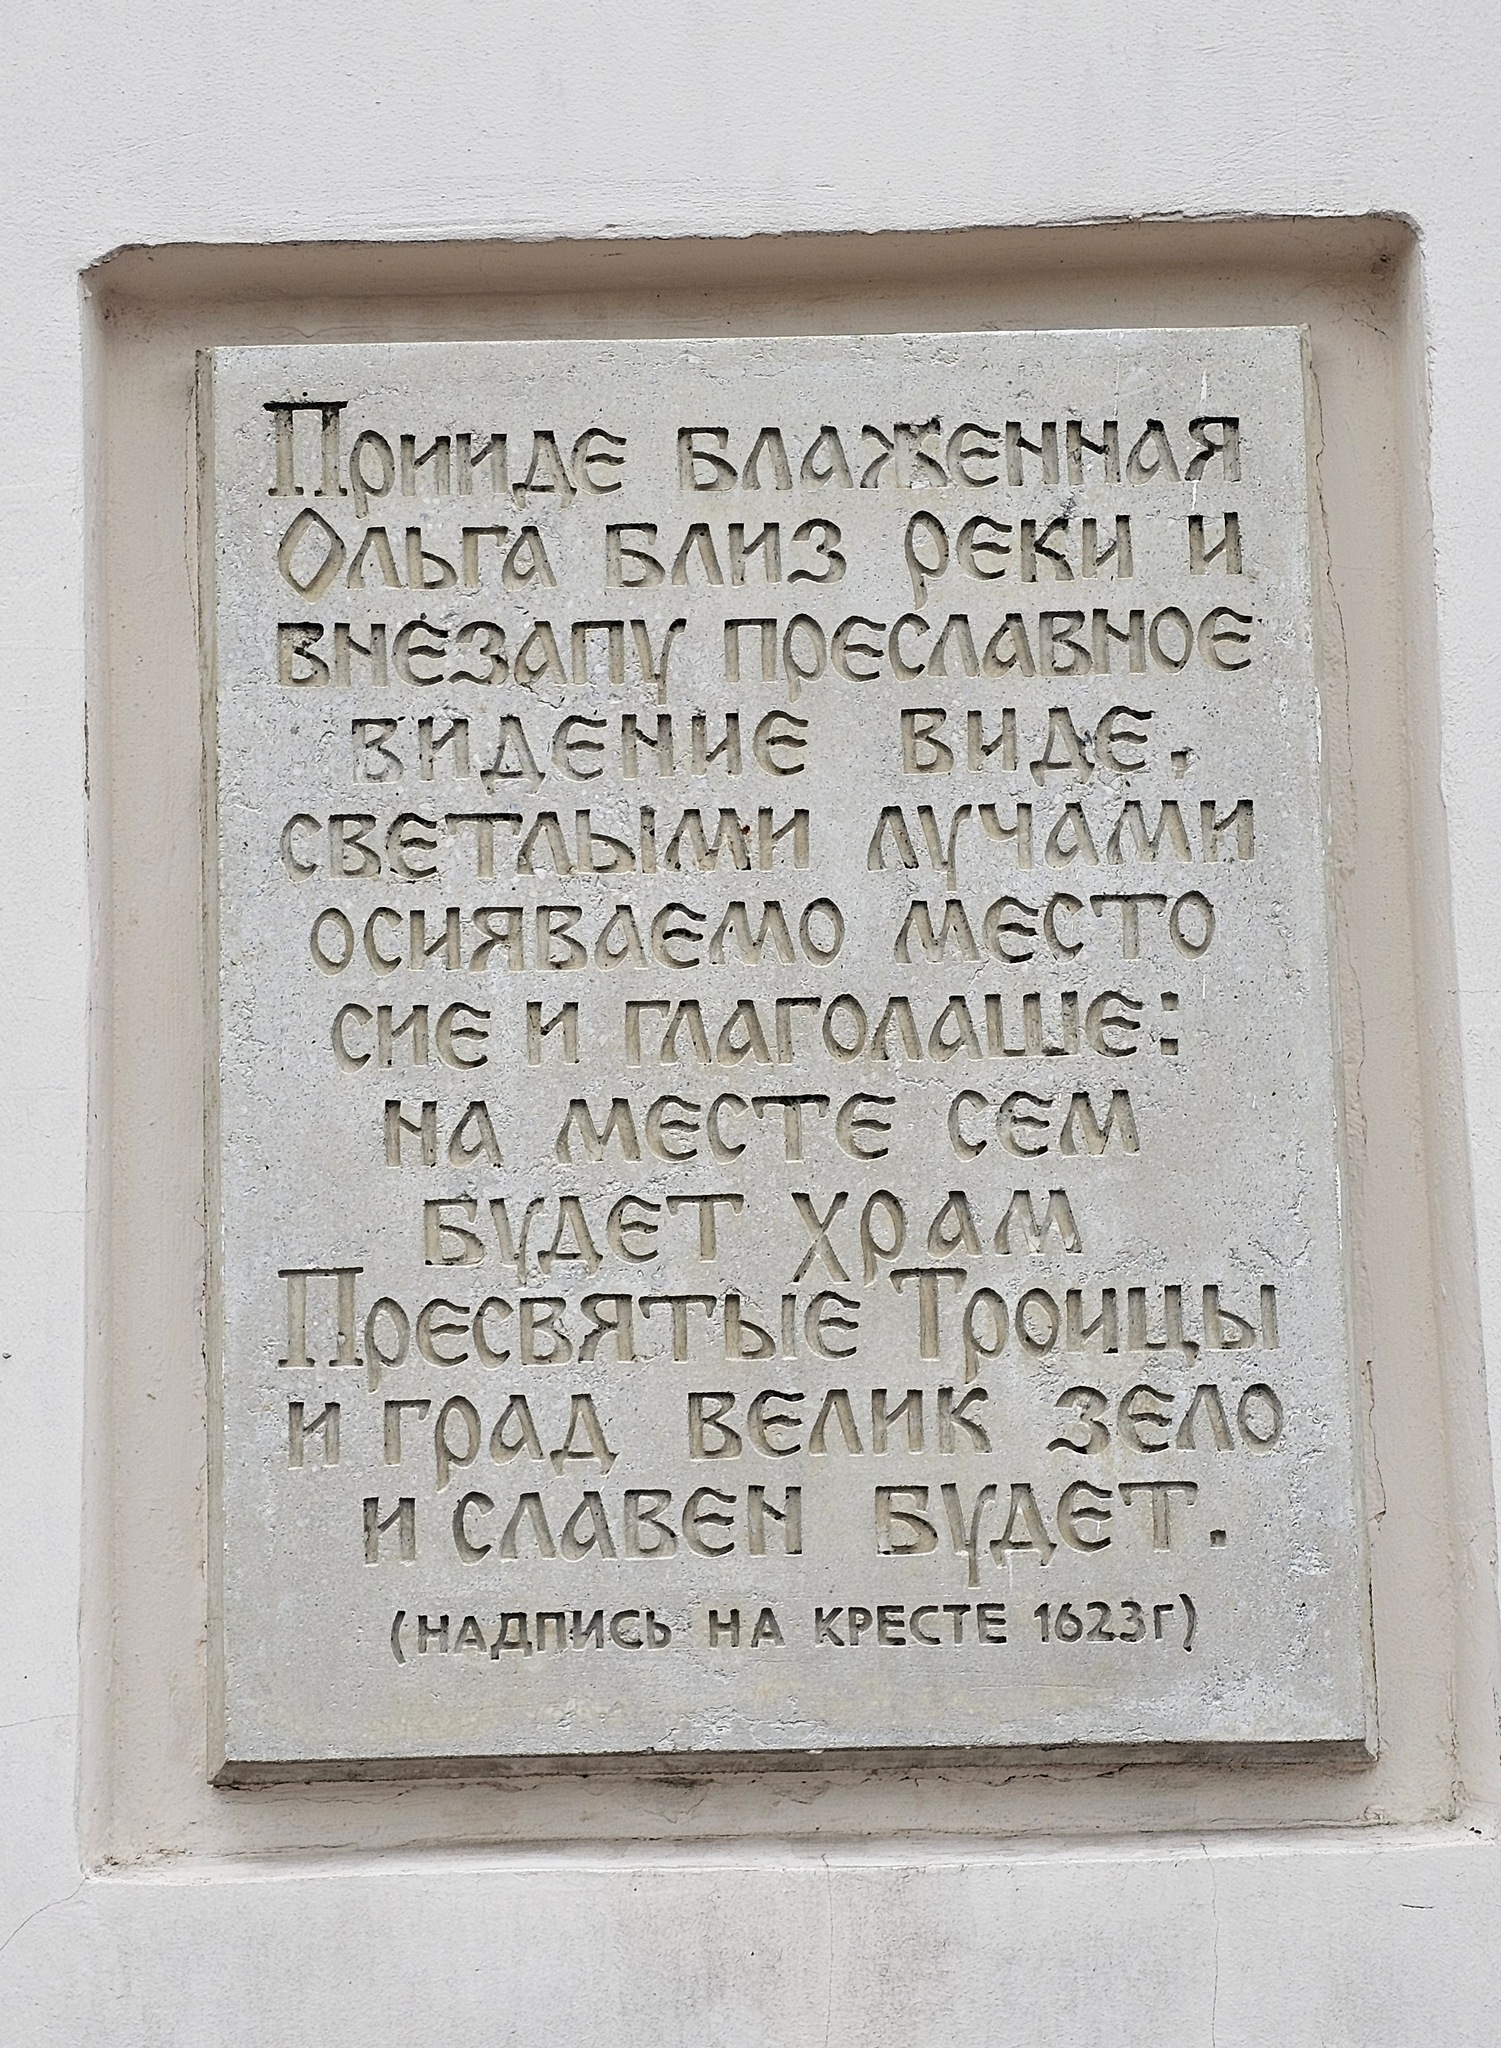 Прииде блаженная
Ольга близ реки и
внезапу преславное
видение виде,
светлыми лучами
осияваемо место
сие и глаголаше:
на месте сем
будет храм
Пресвятые Троицы
и град велик зело
и славен будет.
(надпись на кресте 1623г)